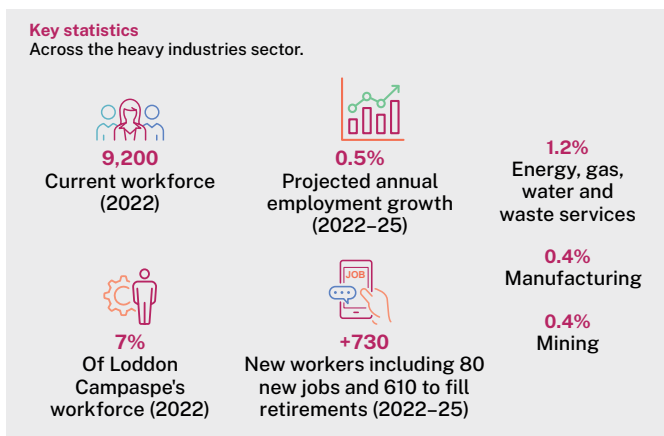 Key statistics
Across the heavy industries sector.
9,200
Current workforce
(2022)
0.5%
Projected annual
employment growth
(2022–25)
1.2%
Energy, gas,
water and
waste services
0.4%
Manufacturing
0.4%
Mining
7%
Of Loddon
Campaspe's
workforce (2022)
JOB
+730
New workers including 80
new jobs and 610 to fill
retirements (2022–25)